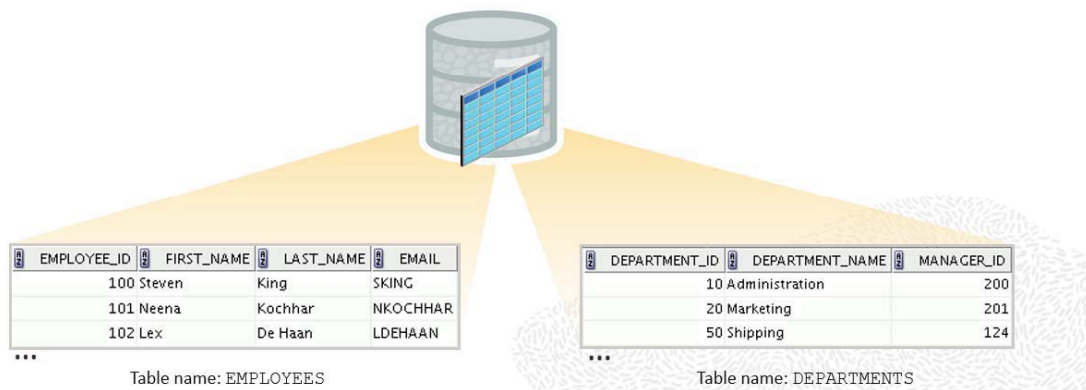 EMPLOYEE_ID FIRST_NAME LAST_NAME EMAIL
100 Steven King SKING
101 Neena Kochhar NKOCHHAR
102 Lex De Haan LDEHAAN
...
Table name: EMPLOYEES
DEPARTMENT_ID DEPARTMENT_NAME MANAGER_ID
10 Administration 200
20 Marketing 201
50 Shipping 124
...
Table name: DEPARTMENTS